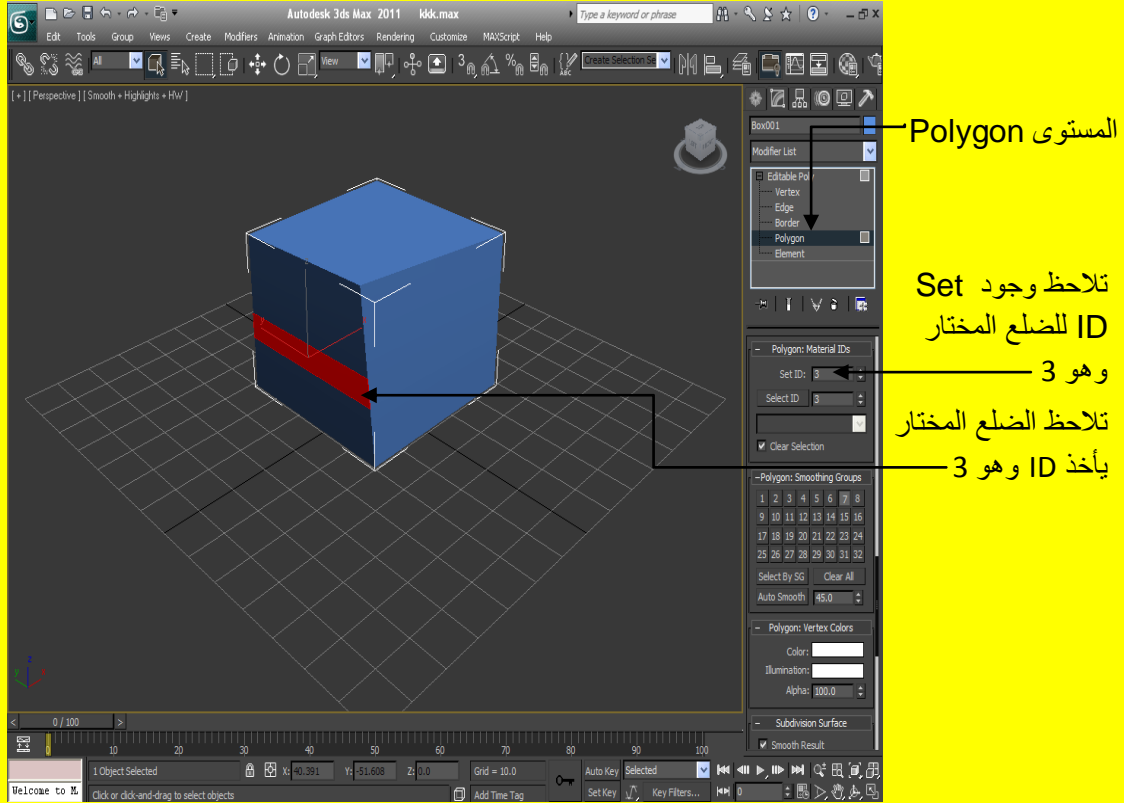 Autodesk 3ds Max 2011 kkk.max
Type a keyword or phrase
Edit Tools Group Views Create Modifiers Animation Graph Editors Rendering Customize MAXScript Help
All
View
Create Selection Se
[ + ] [ Perspective ] [ Smooth + Highlights + HW ]
Box001
Modifier List
Editable Poly
Vertex
Edge
Border
Polygon
Element
Polygon: Material IDs
Set ID: 3
Select ID 3
Clear Selection
Polygon: Smoothing Groups
1 2 3 4 5 6 7 8
9 10 11 12 13 14 15 16
17 18 19 20 21 22 23 24
25 26 27 28 29 30 31 32
Select By SG Clear All
Auto Smooth 45.0
Polygon: Vertex Colors
Color:
Illumination:
Alpha: 100.0
Subdivision Surface
Smooth Result
المستوى Polygon
تلاحظ وجود Set
ID للضلع المختار
وهو 3
تلاحظ الضلع المختار
يأخذ ID وهو 3
z
y x
0 / 100
0 10 20 30 40 50 60 70 80 90 100
1 Object Selected X: 40.391 Y: -51.608 Z: 0.0 Grid = 10.0 Auto Key Selected
Welcome to M. Click or click-and-drag to select objects Add Time Tag Set Key Key Filters... 0